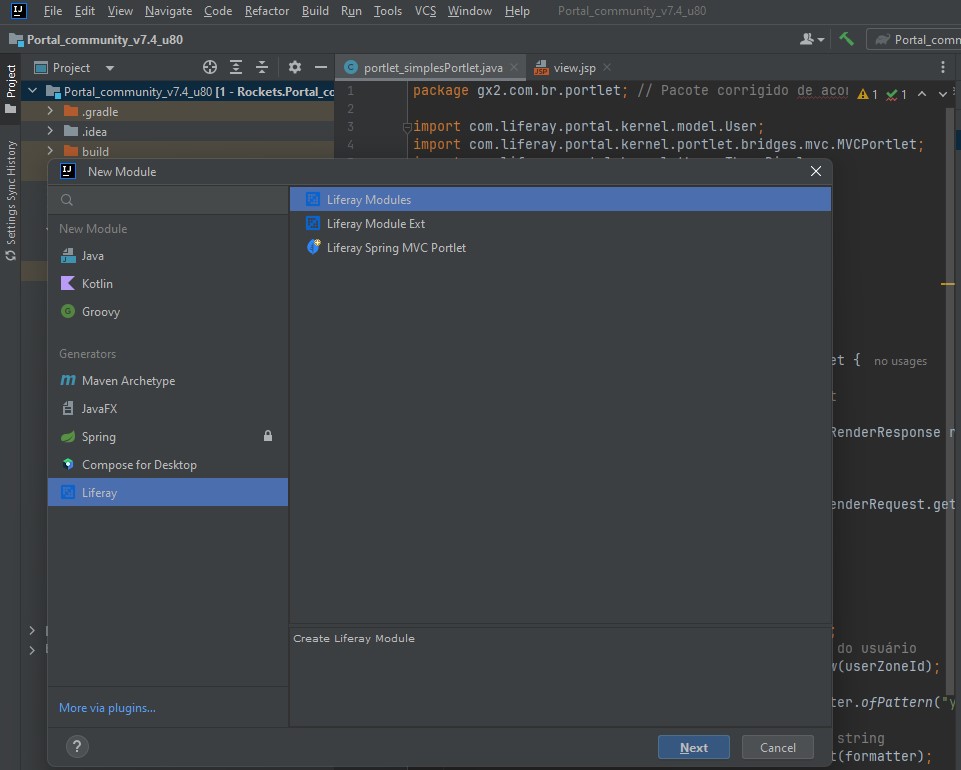 File Edit View Navigate Code Refactor Build Run Tools VCS Window Help Portal_community_v7.4_u80
Portal_community_v7.4_u80
Portal_comm
Project
Settings Sync History
Project
portlet_simplesPortlet.java
view.jsp
Portal_community_v7.4_u80 [1 - Rockets.Portal_co
.gradle
.idea
build
1 package gx2.com.br.portlet; // Pacote corrigido de acor
1 1
2
3 import com.liferay.portal.kernel.model.User;
4 import com.liferay.portal.kernel.portlet.bridges.mvc.MVCPortlet;
New Module
New Module
Java
Kotlin
Groovy
Generators
Maven Archetype
JavaFX
Spring
Compose for Desktop
Liferay
More via plugins...
Liferay Modules
Liferay Module Ext
Liferay Spring MVC Portlet
Create Liferay Module
? Next Cancel
et { no usages
t
RenderResponse r
enderRequest.get
;
do usuário
w(userZoneId);
ter.ofPattern("y
string
t(formatter);